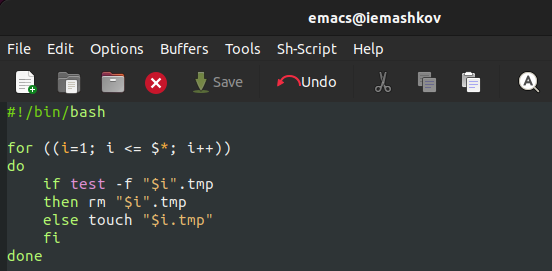 emacs@iemashkov
File Edit Options Buffers Tools Sh-Script Help
Save Undo
#!/bin/bash
for ((i=1; i <= $*; i++))
do
    if test -f "$i".tmp
    then rm "$i".tmp
    else touch "$i.tmp"
    fi
done